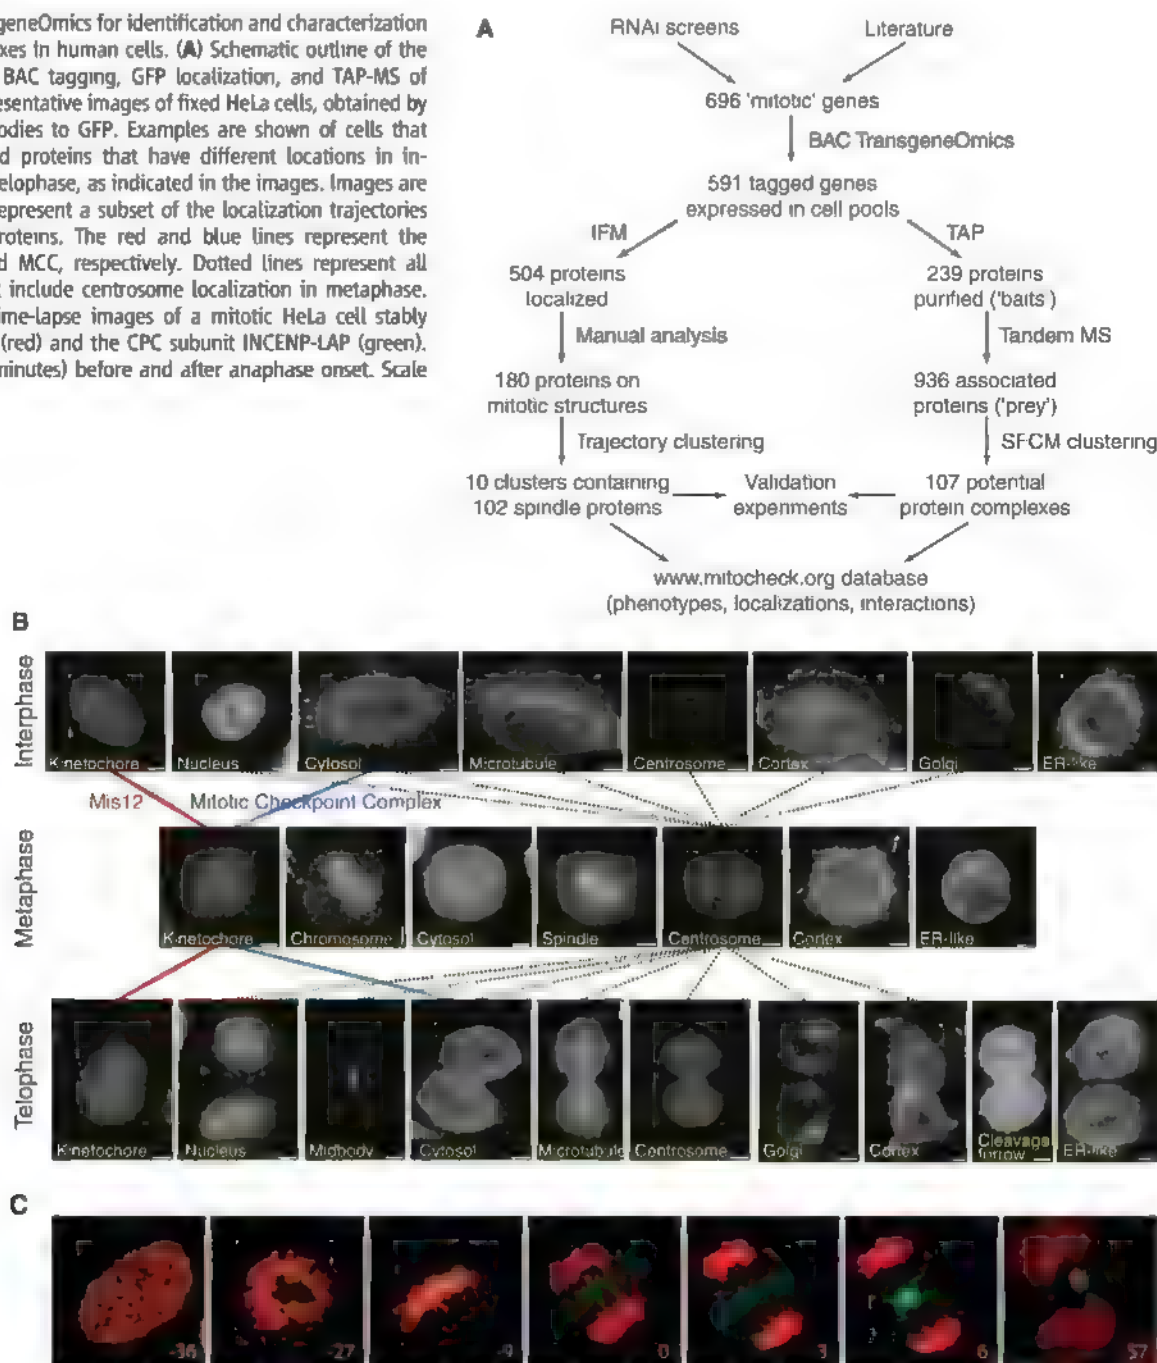 geneOmics for identification and characterization
xes in human cells. (A) Schematic outline of the
BAC tagging, GFP localization, and TAP-MS of
esentative images of fixed HeLa cells, obtained by
odies to GFP. Examples are shown of cells that
d proteins that have different locations in in-
elophase, as indicated in the images. Images are
epresent a subset of the localization trajectories
roteins. The red and blue lines represent the
d MCC, respectively. Dotted lines represent all
t include centrosome localization in metaphase.
ime-lapse images of a mitotic HeLa cell stably
(red) and the CPC subunit INCENP-LAP (green).
minutes) before and after anaphase onset. Scale
A
RNAi screens
Literature
696 'mitotic' genes
BAC TransgeneOmics
591 tagged genes
expressed in cell pools
IFM
TAP
504 proteins
localized
239 proteins
purified ('baits')
Manual analysis
Tandem MS
180 proteins on
mitotic structures
936 associated
proteins ('prey')
Trajectory clustering
SFCM clustering
10 clusters containing
102 spindle proteins
Validation
experiments
107 potential
protein complexes
www.mitocheck.org database
(phenotypes, localizations, interactions)
B
Interphase
Kinetochore
Nucleus
Cytosol
Microtubule
Centrosome
Cortex
Golgi
ER-like
Mis12
Mitotic Checkpoint Complex
Metaphase
Kinetochore
Chromosome
Cytosol
Spindle
Centrosome
Cortex
ER-like
Telophase
Kinetochore
Nucleus
Midbody
Cytosol
Microtubule
Centrosome
Golgi
Cortex
Cleavage
furrow
ER-like
C
-36
-27
-9
0
3
6
57